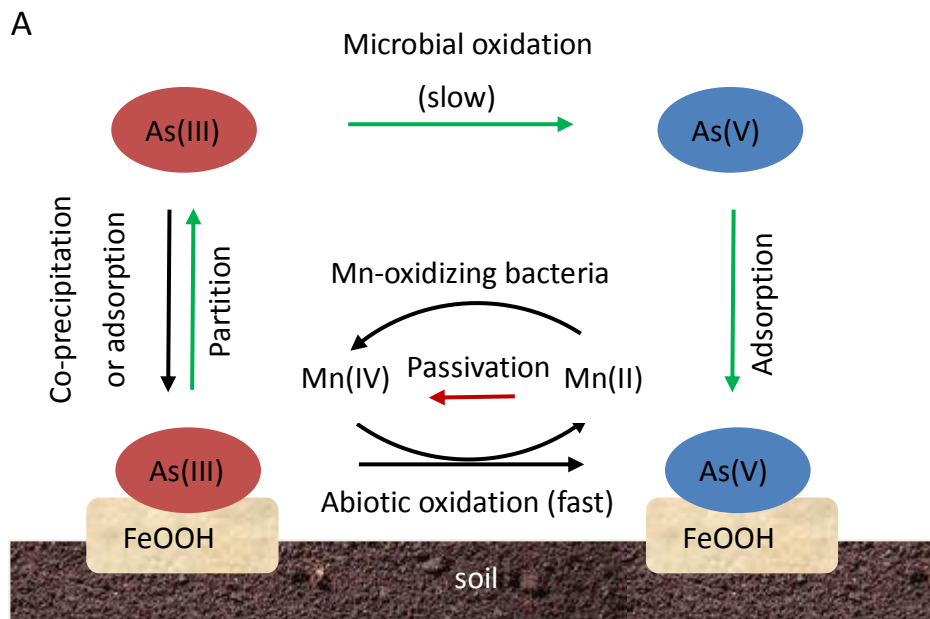 A
Microbial oxidation
(slow)
As(III)
As(V)
Co-precipitation
or adsorption
Partition
Mn-oxidizing bacteria
Adsorption
Mn(IV)
Passivation
Mn(II)
As(III)
As(V)
Abiotic oxidation (fast)
FeOOH
FeOOH
soil